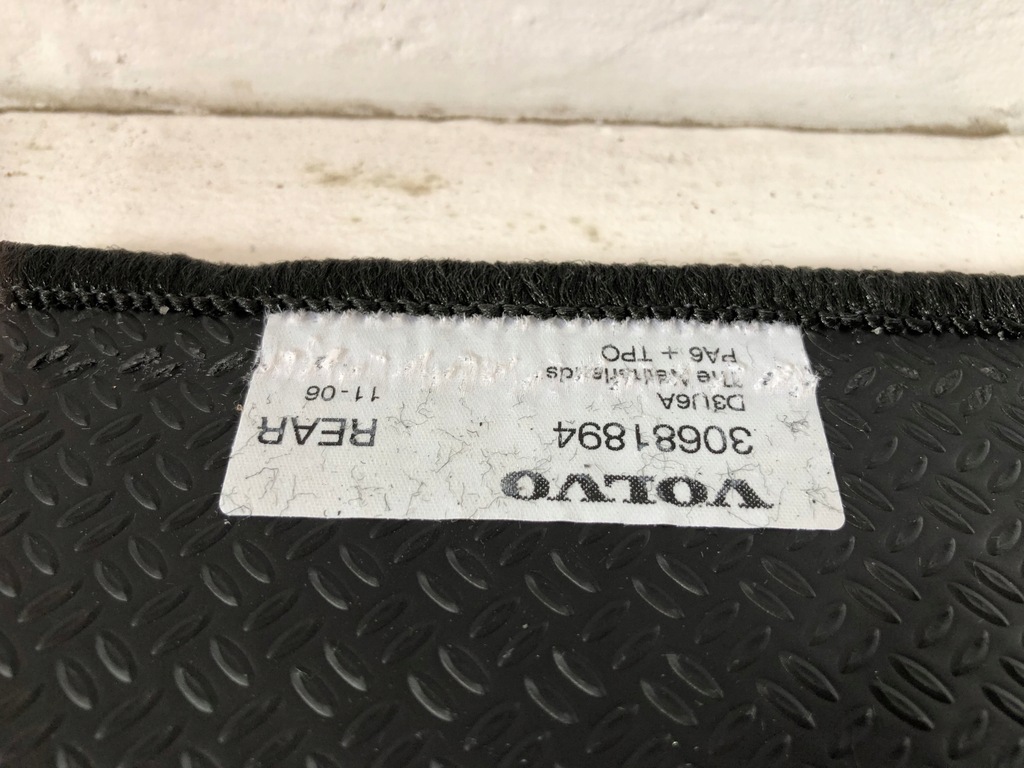 VOLVO
30681894 REAR
D3U6A 11-06
The Netherlands
PA6 + TPO